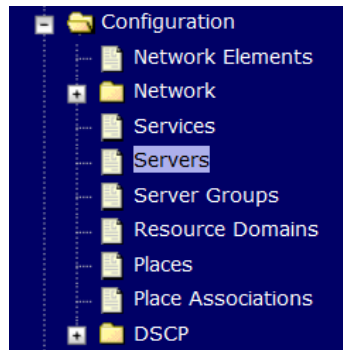 Configuration
Network Elements
Network
Services
Servers
Server Groups
Resource Domains
Places
Place Associations
DSCP